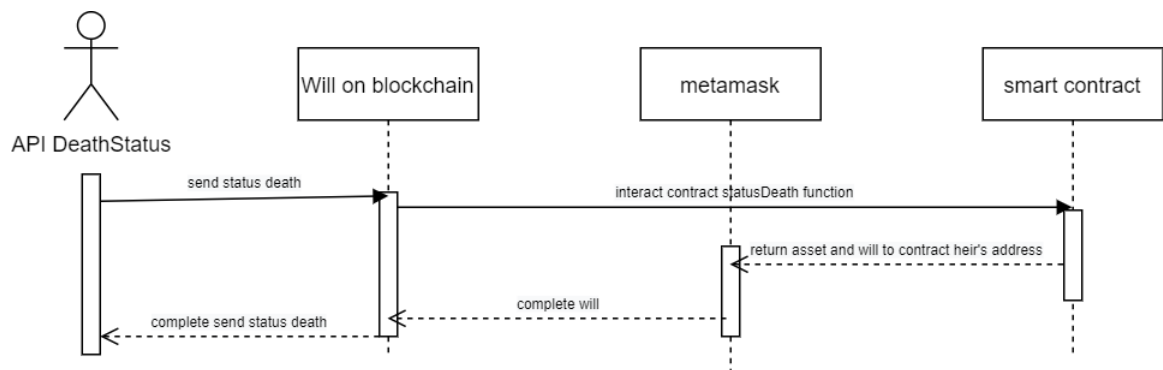 Will on blockchain
metamask
smart contract
API DeathStatus
send status death
interact contract statusDeath function
return asset and will to contract heir's address
complete will
complete send status death